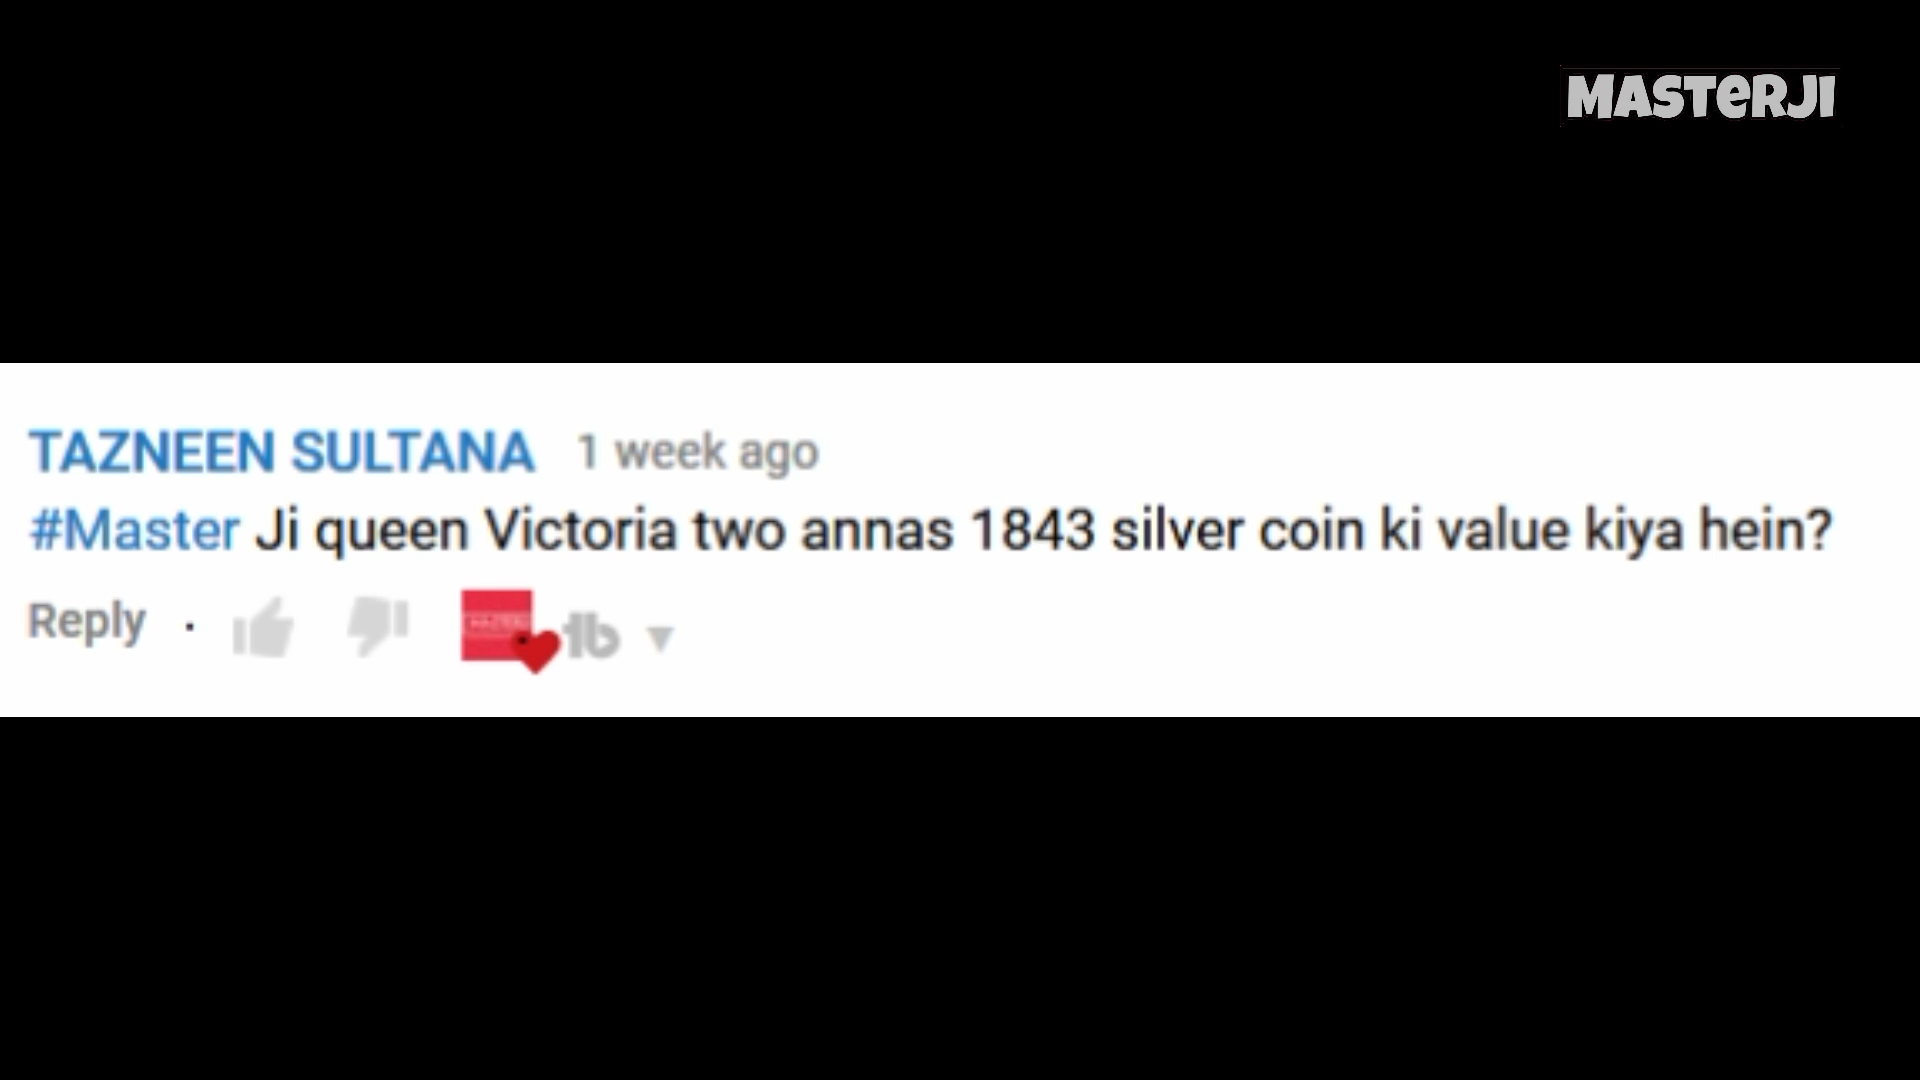 MASTERJI
TAZNEEN SULTANA 1 week ago
#Master Ji queen Victoria two annas 1843 silver coin ki value kiya hein?
Reply ·